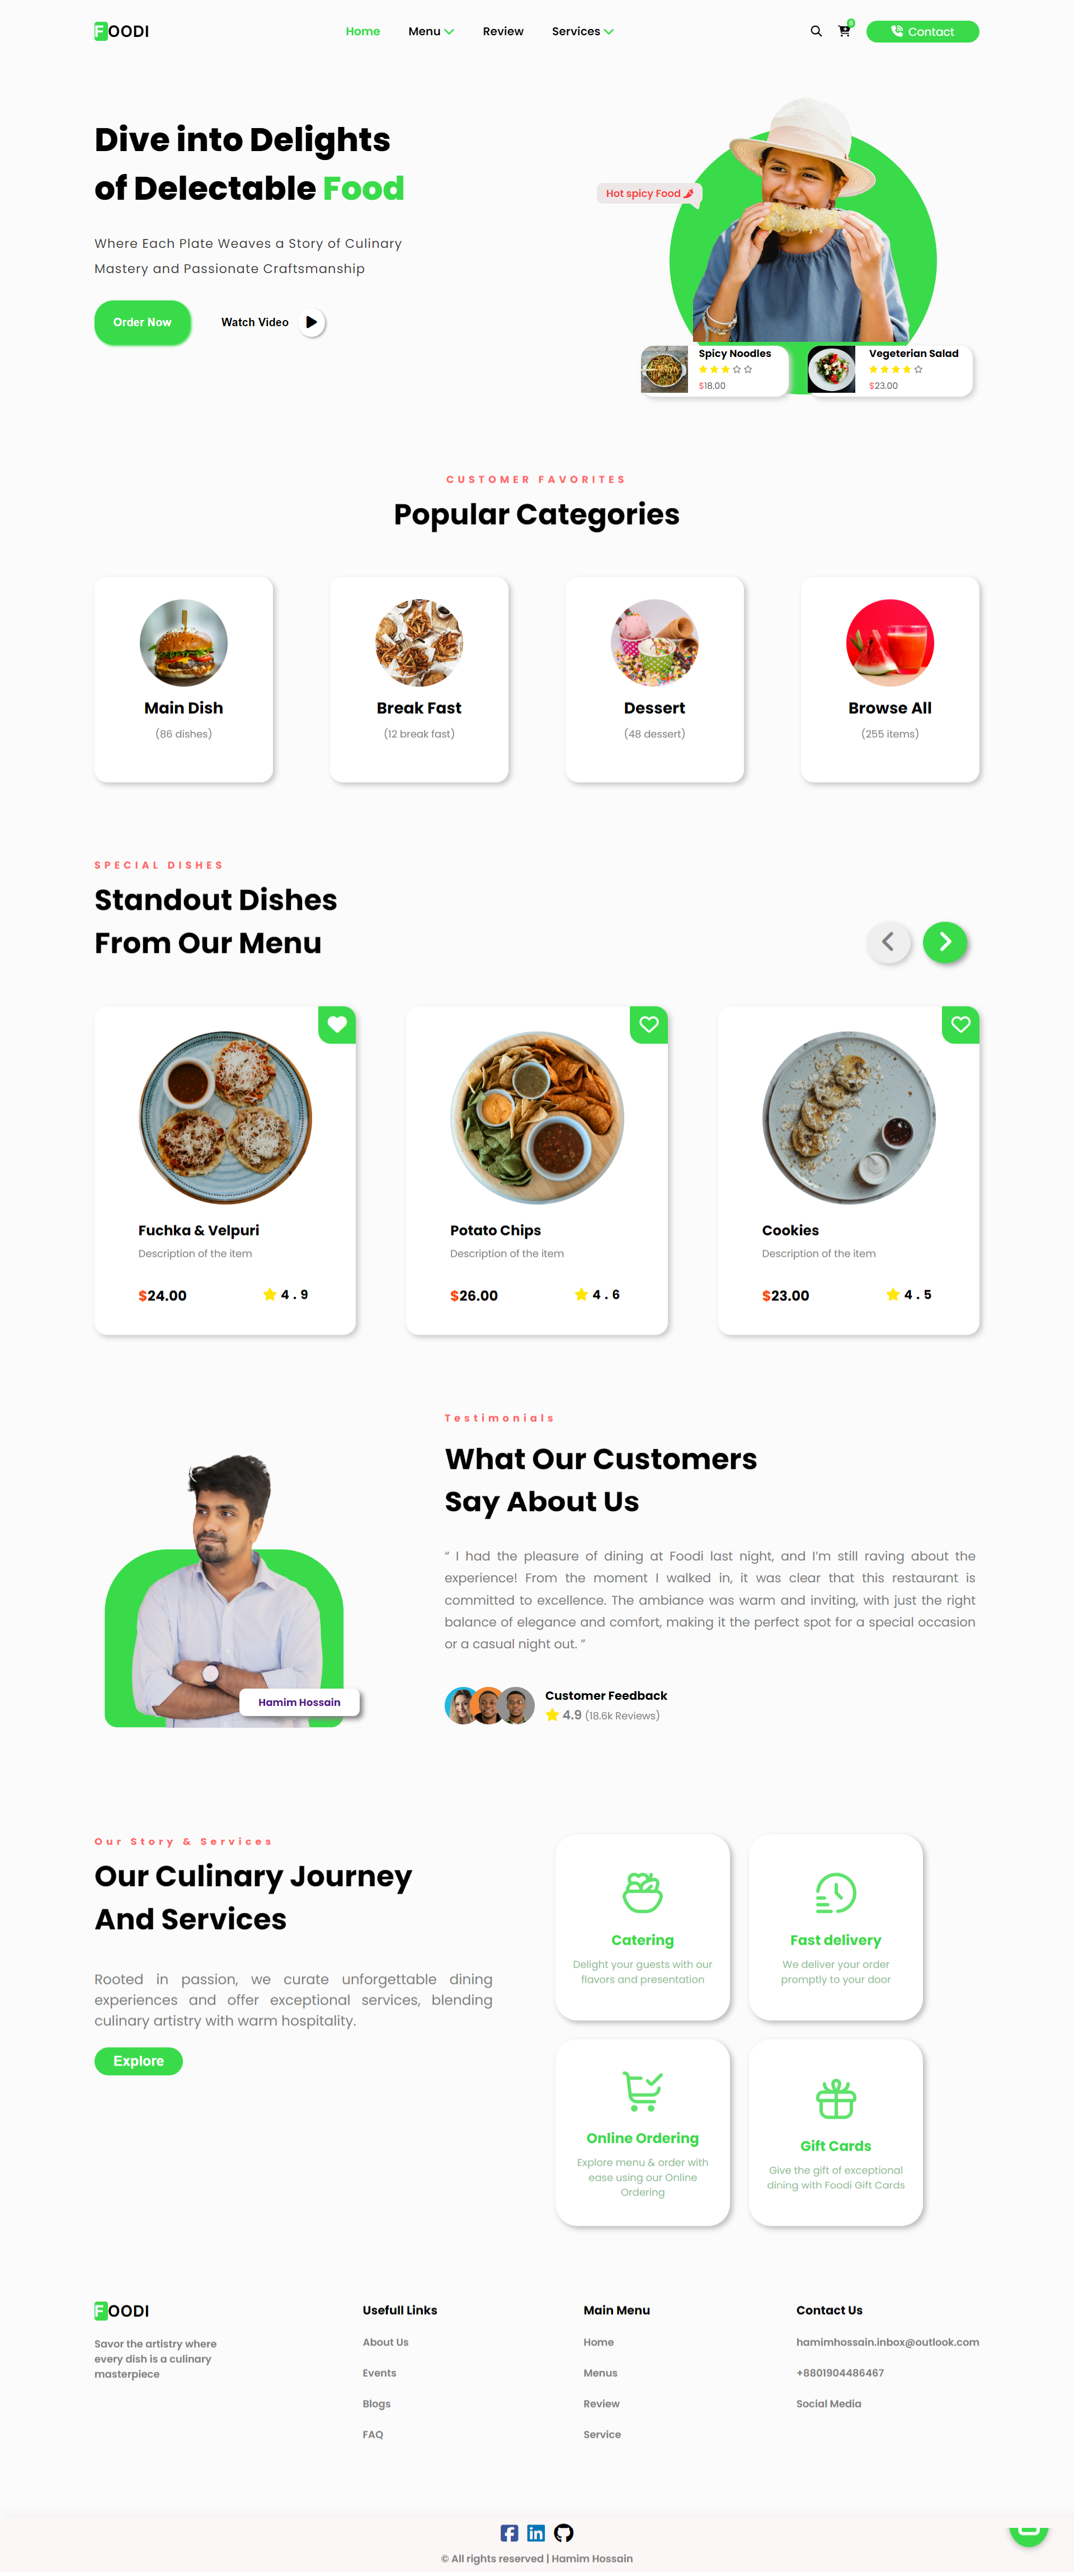 FOODI
Home
Menu
Review
Services
0
Contact
Dive into Delights
of Delectable Food
Where Each Plate Weaves a Story of Culinary
Mastery and Passionate Craftsmanship
Order Now
Watch Video
Hot spicy Food
Spicy Noodles
$18.00
Vegeterian Salad
$23.00
CUSTOMER FAVORITES
Popular Categories
Main Dish
(86 dishes)
Break Fast
(12 break fast)
Dessert
(48 dessert)
Browse All
(255 items)
SPECIAL DISHES
Standout Dishes
From Our Menu
Fuchka & Velpuri
Description of the item
$24.00
4 . 9
Potato Chips
Description of the item
$26.00
4 . 6
Cookies
Description of the item
$23.00
4 . 5
Testimonials
What Our Customers
Say About Us
“ I had the pleasure of dining at Foodi last night, and I’m still raving about the
experience! From the moment I walked in, it was clear that this restaurant is
committed to excellence. The ambiance was warm and inviting, with just the right
balance of elegance and comfort, making it the perfect spot for a special occasion
or a casual night out. ”
Hamim Hossain
Customer Feedback
4.9 (18.6k Reviews)
Our Story & Services
Our Culinary Journey
And Services
Rooted in passion, we curate unforgettable dining
experiences and offer exceptional services, blending
culinary artistry with warm hospitality.
Explore
Catering
Delight your guests with our
flavors and presentation
Fast delivery
We deliver your order
promptly to your door
Online Ordering
Explore menu & order with
ease using our Online
Ordering
Gift Cards
Give the gift of exceptional
dining with Foodi Gift Cards
FOODI
Savor the artistry where
every dish is a culinary
masterpiece
Usefull Links
About Us
Events
Blogs
FAQ
Main Menu
Home
Menus
Review
Service
Contact Us
hamimhossain.inbox@outlook.com
+8801904486467
Social Media
© All rights reserved | Hamim Hossain